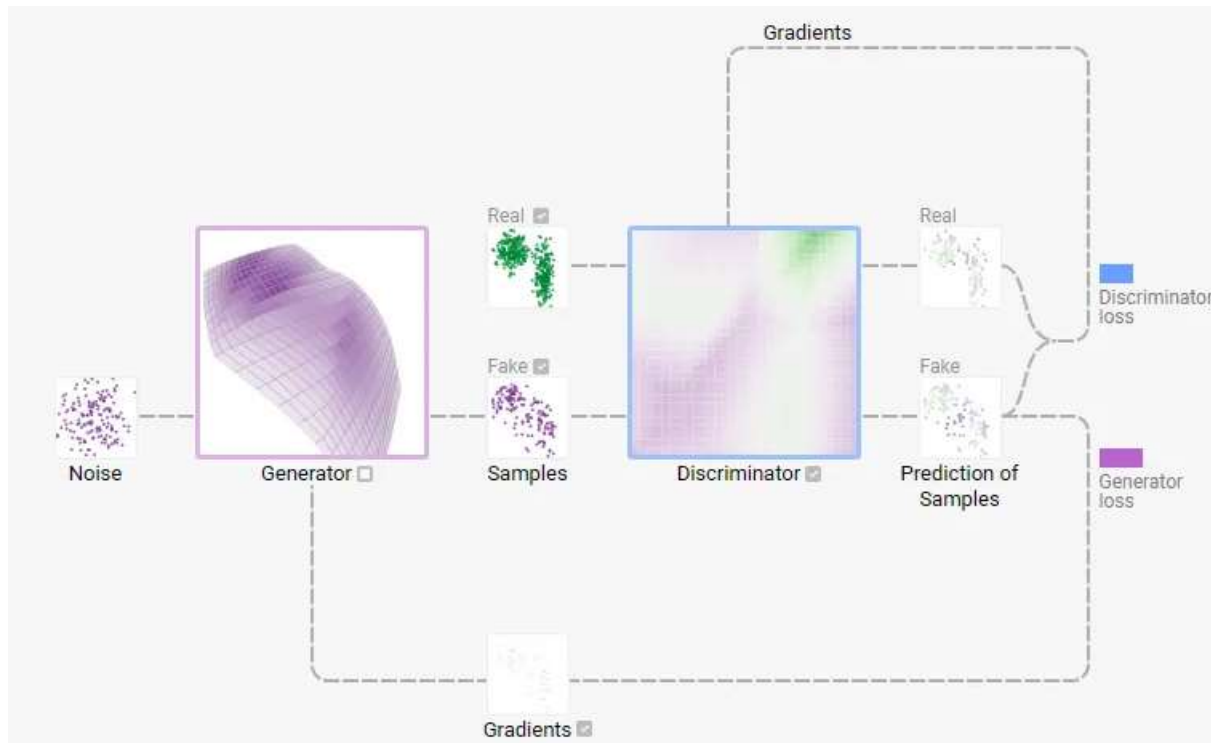 Gradients
Real
Real
Discriminator
loss
Fake
Fake
Noise
Generator
Samples
Discriminator
Prediction of
Samples
Generator
loss
Gradients